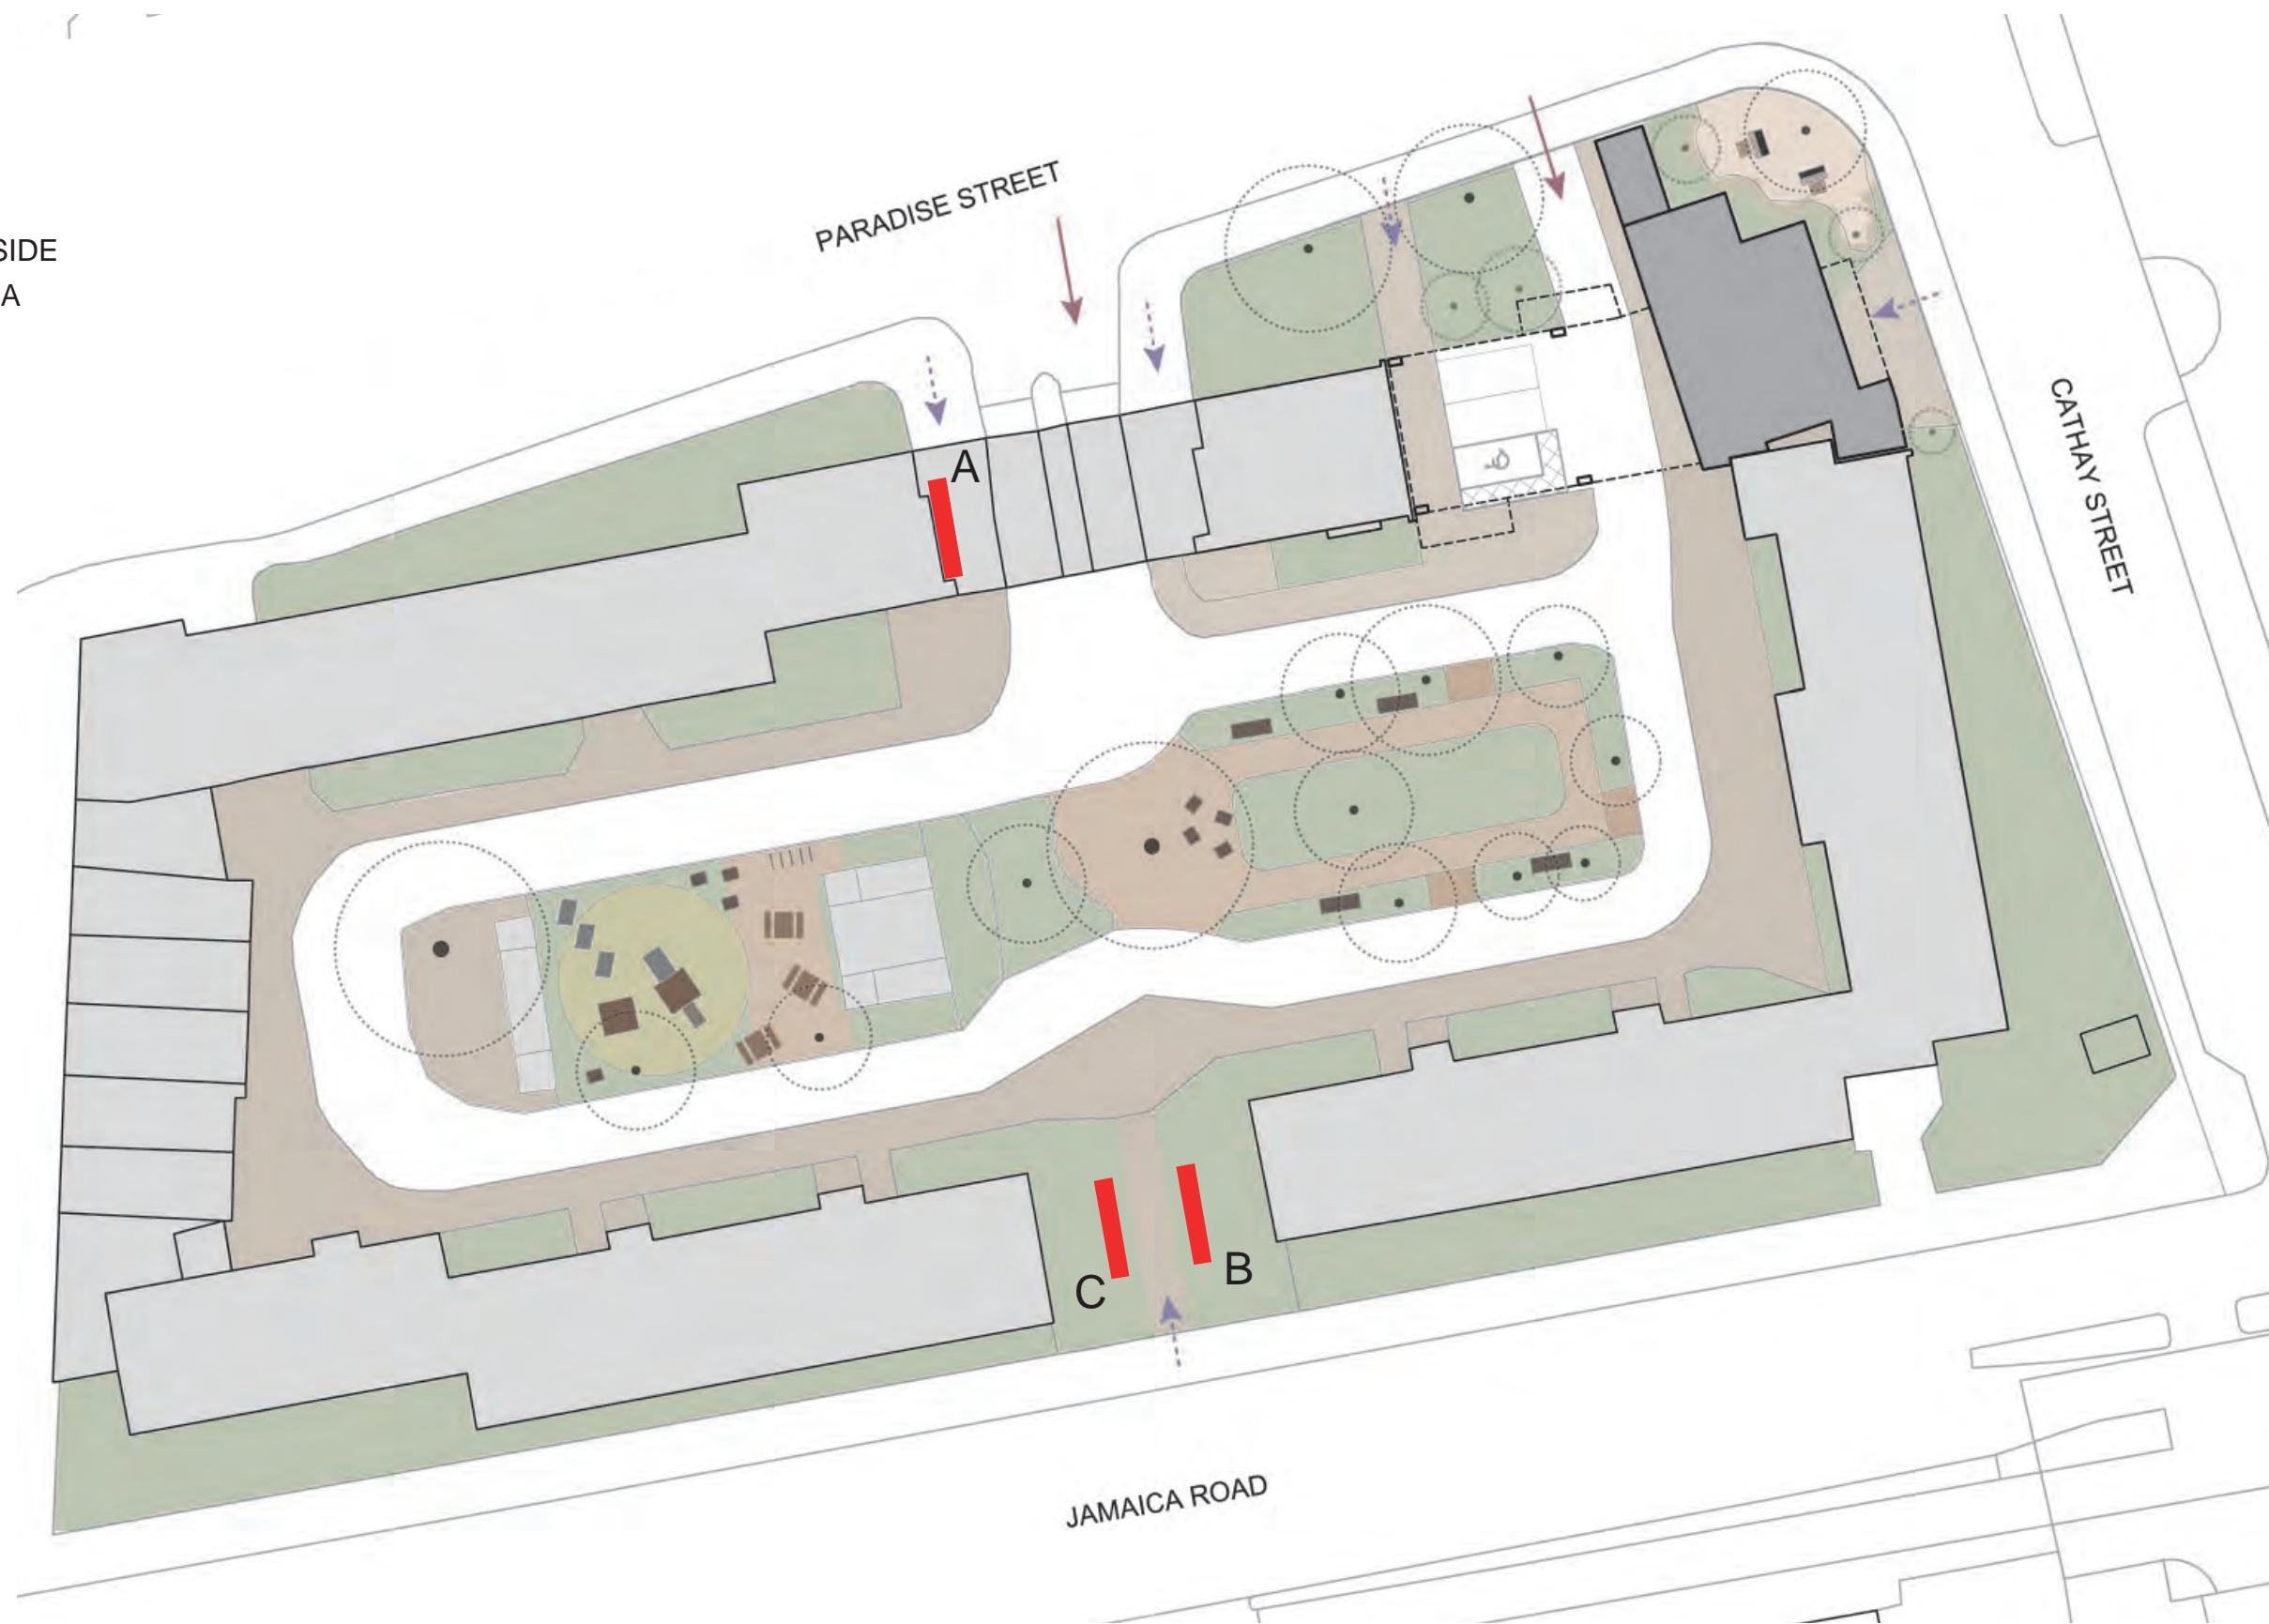 PARADISE STREET
SIDE
A
CATHAY STREET
A
C
B
JAMAICA ROAD